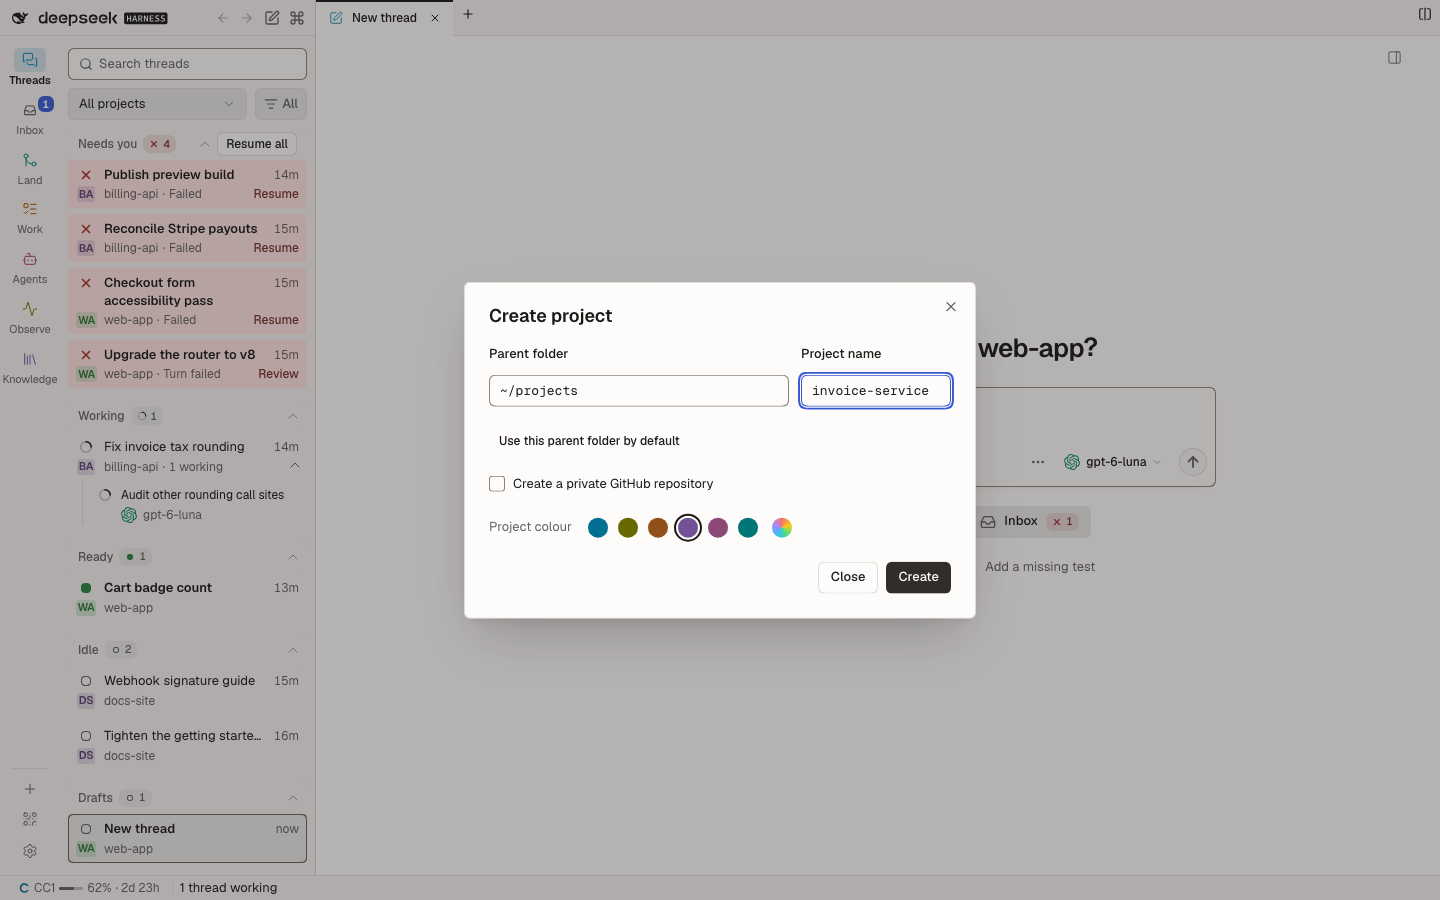 deepseek HARNESS
New thread
Threads
1
Inbox
Land
Work
Agents
Observe
Knowledge
Search threads
All projects
All
Needs you 4 Resume all
Publish preview build 14m
BA billing-api · Failed Resume
Reconcile Stripe payouts 15m
BA billing-api · Failed Resume
Checkout form 15m
accessibility pass
WA web-app · Failed Resume
Upgrade the router to v8 15m
WA web-app · Turn failed Review
Working 1
Fix invoice tax rounding 14m
BA billing-api · 1 working
Audit other rounding call sites
gpt-6-luna
Ready 1
Cart badge count 13m
WA web-app
Idle 2
Webhook signature guide 15m
DS docs-site
Tighten the getting starte… 16m
DS docs-site
Drafts 1
New thread now
WA web-app
C CC1 62% · 2d 23h 1 thread working
web-app?
gpt-6-luna
Inbox 1
Add a missing test
Create project
Parent folder Project name
~/projects invoice-service
Use this parent folder by default
Create a private GitHub repository
Project colour
Close Create